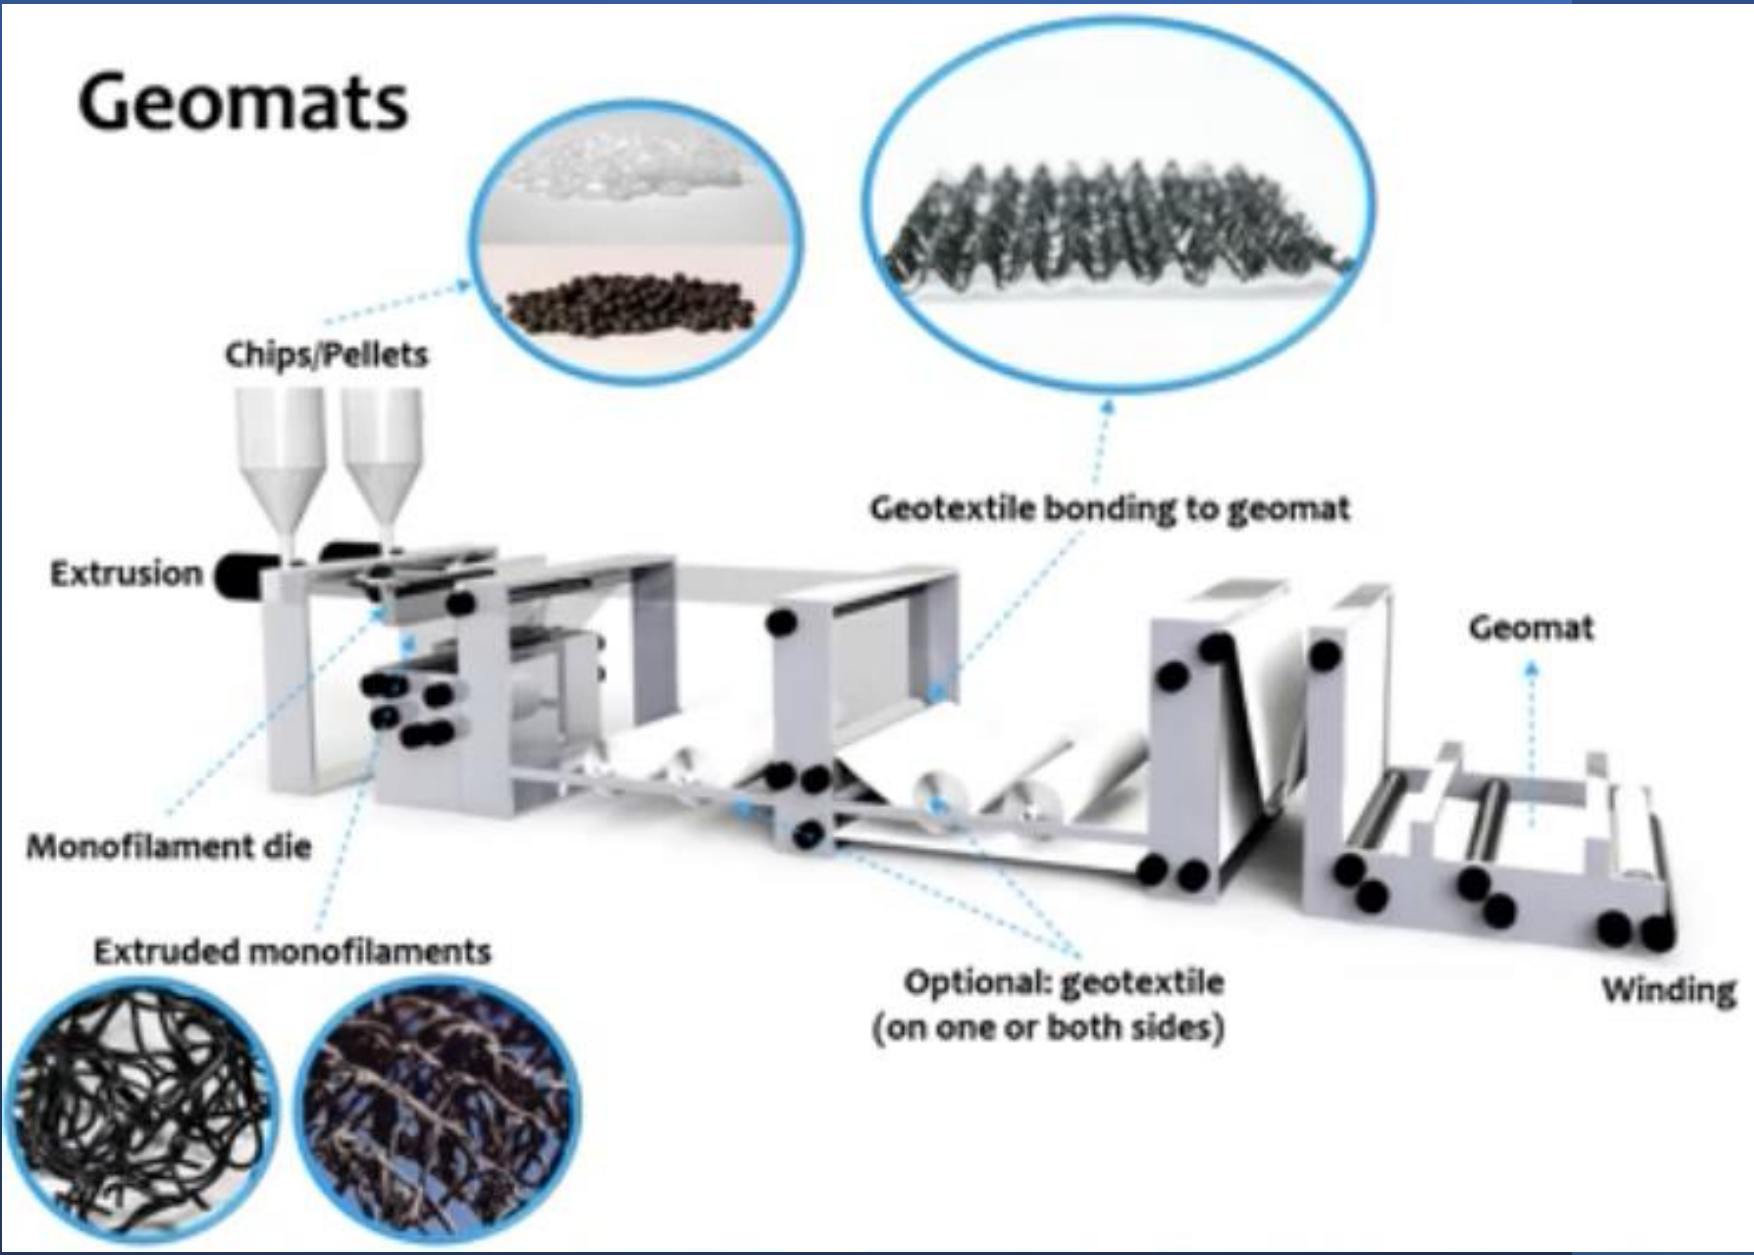 Geomats
Chips/Pellets
Geotextile bonding to geomat
Extrusion
Geomat
Monofilament die
Extruded monofilaments
Optional: geotextile
(on one or both sides)
Winding